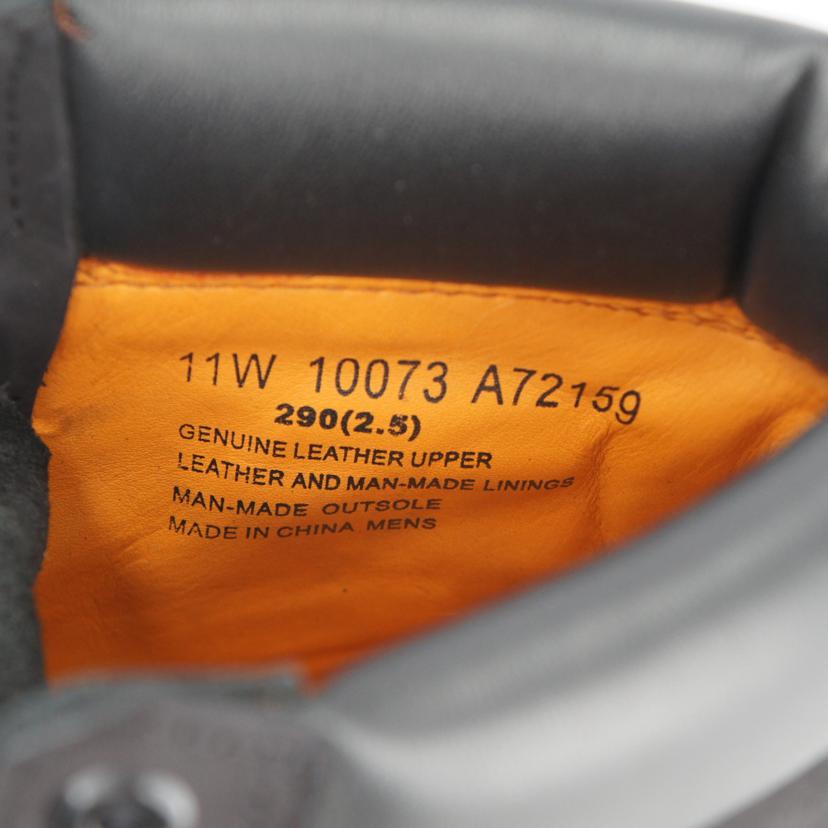 11W 10073 A72159
290(2.5)
GENUINE LEATHER UPPER
LEATHER AND MAN-MADE LININGS
MAN-MADE OUTSOLE
MADE IN CHINA MENS